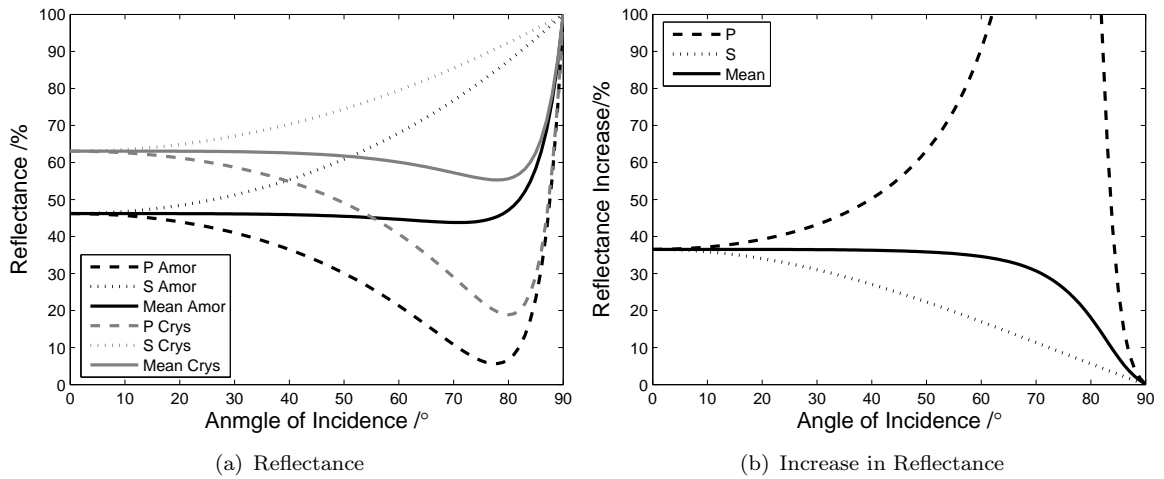 100
90
80
70
60
50
40
30
20
10
0
Reflectance /%
P Amor
S Amor
Mean Amor
P Crys
S Crys
Mean Crys
0 10 20 30 40 50 60 70 80 90
Anmgle of Incidence /°
(a) Reflectance
100
90
80
70
60
50
40
30
20
10
0
Reflectance Increase/%
P
S
Mean
0 10 20 30 40 50 60 70 80 90
Angle of Incidence /°
(b) Increase in Reflectance